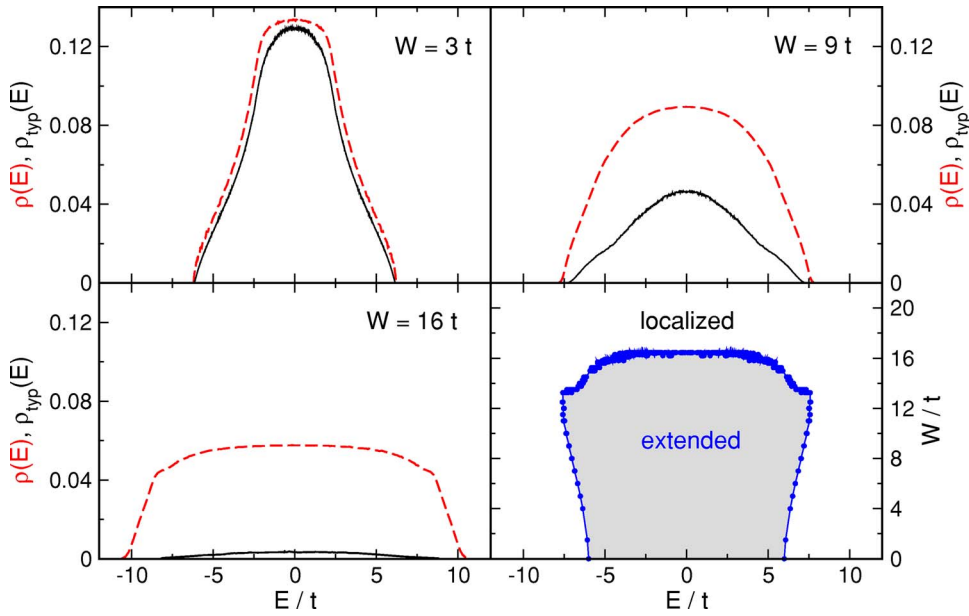 W = 3 t
W = 9 t
0.12
0.08
0.04
0
ρ(E), ρtyp(E)
0.12
0.08
0.04
0
ρ(E), ρtyp(E)
W = 16 t
localized
extended
0.12
0.08
0.04
0
ρ(E), ρtyp(E)
20
16
12
8
4
0
W / t
-10 -5 0 5 10
-10 -5 0 5 10
E / t
E / t